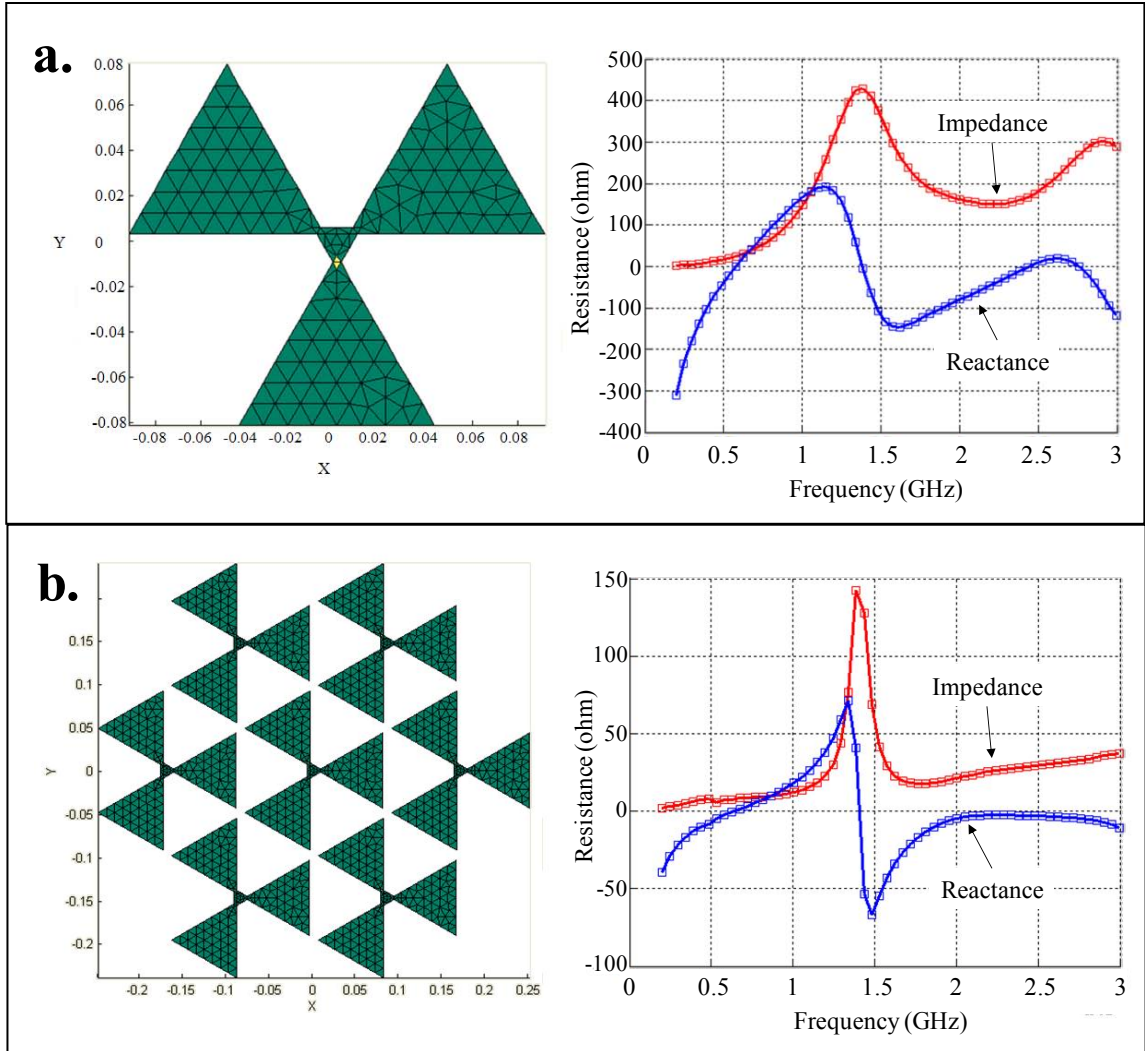 a.
0.08
0.06
0.04
0.02
Y
0
-0.02
-0.04
-0.06
-0.08
-0.08 -0.06 -0.04 -0.02 0 0.02 0.04 0.06 0.08
X
500
400
300
200
100
0
-100
-200
-300
-400
Resistance (ohm)
Impedance
Reactance
0 0.5 1 1.5 2 2.5 3
Frequency (GHz)
b.
Y
0.15
0.1
0.05
0
-0.05
-0.1
-0.15
-0.2
-0.2 -0.15 -0.1 -0.05 0 0.05 0.1 0.15 0.2 0.25
X
150
100
50
0
-50
-100
Resistance (ohm)
Impedance
Reactance
0 0.5 1 1.5 2 2.5 3
Frequency (GHz)